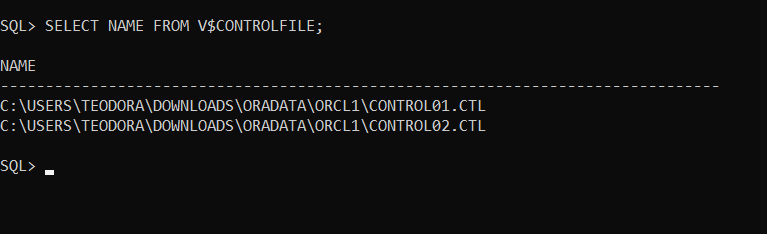 SQL> SELECT NAME FROM V$CONTROLFILE;
NAME
--------------------------------------------------------------------------------
C:\USERS\TEODORA\DOWNLOADS\ORADATA\ORCL1\CONTROL01.CTL
C:\USERS\TEODORA\DOWNLOADS\ORADATA\ORCL1\CONTROL02.CTL
SQL>